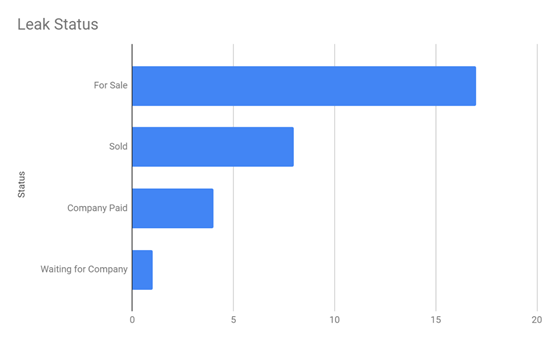 Leak Status
Status
For Sale
Sold
Company Paid
Waiting for Company
0 5 10 15 20